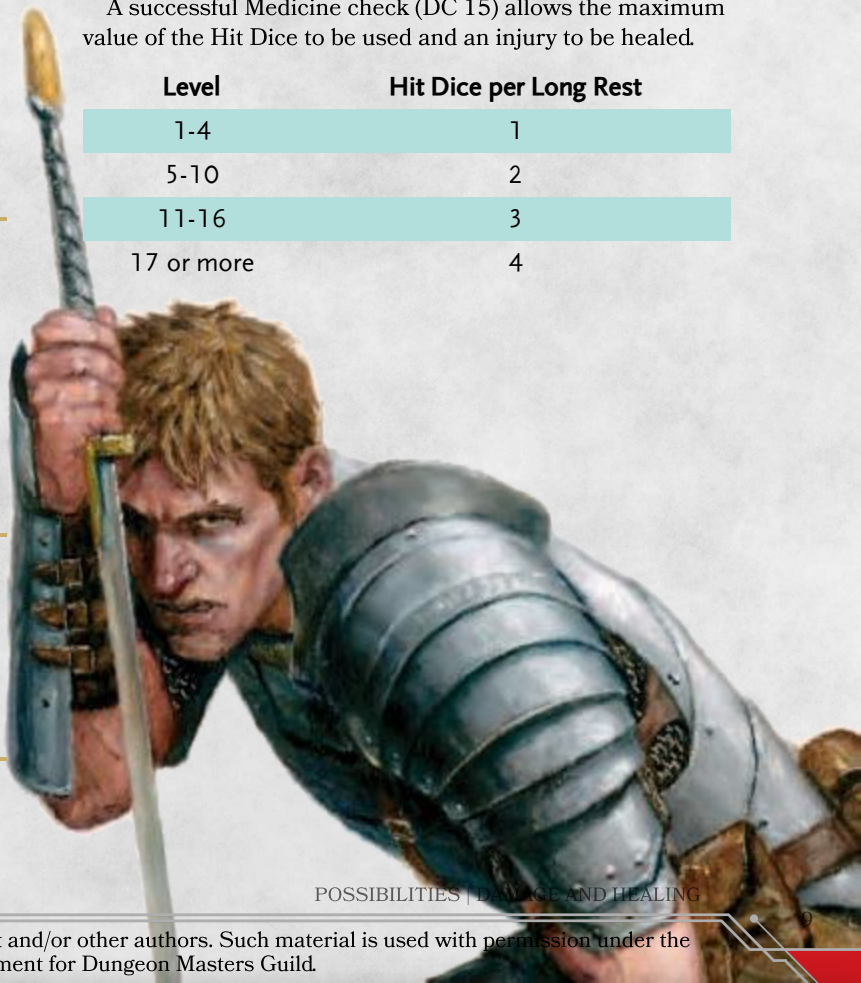 A successful Medicine check (DC 15) allows the maximum
value of the Hit Dice to be used and an injury to be healed.
Level Hit Dice per Long Rest
1-4 1
5-10 2
11-16 3
17 or more 4
POSSIBILITIES | DAMAGE AND HEALING
9
and/or other authors. Such material is used with permission under the
ment for Dungeon Masters Guild.